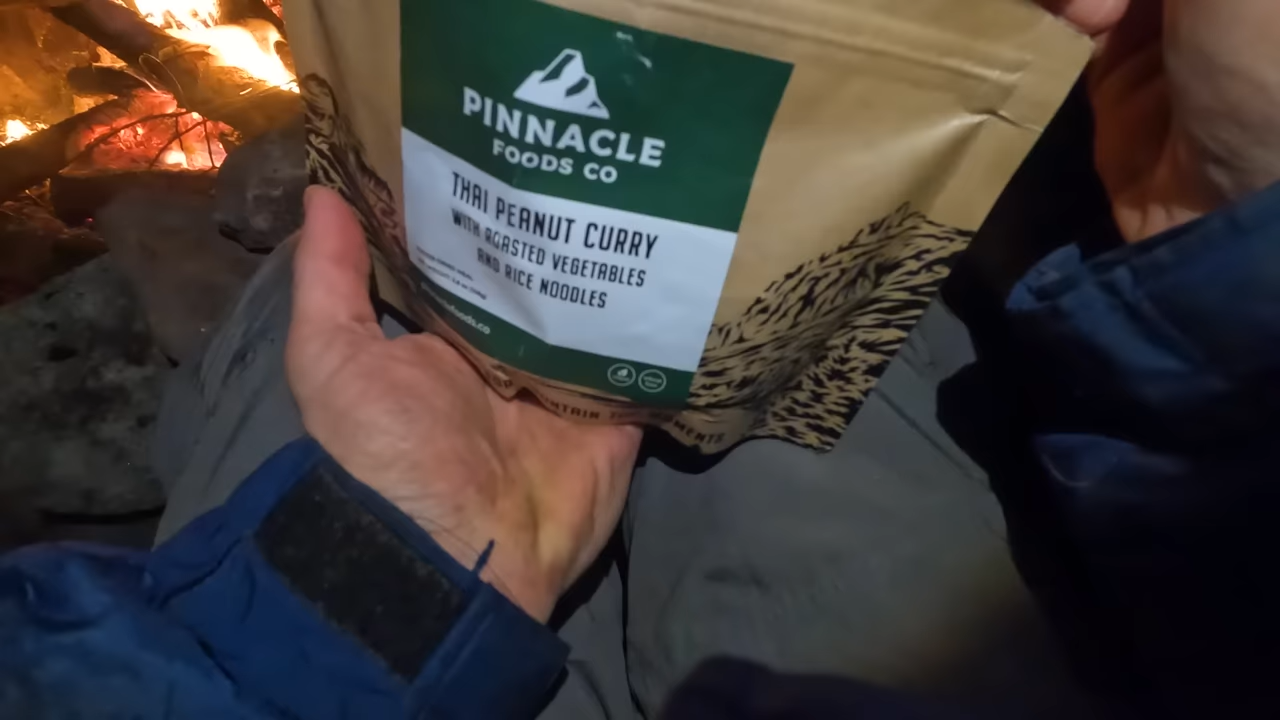 PINNACLE
FOODS CO
THAI PEANUT CURRY
WITH ROASTED VEGETABLES
AND RICE NOODLES